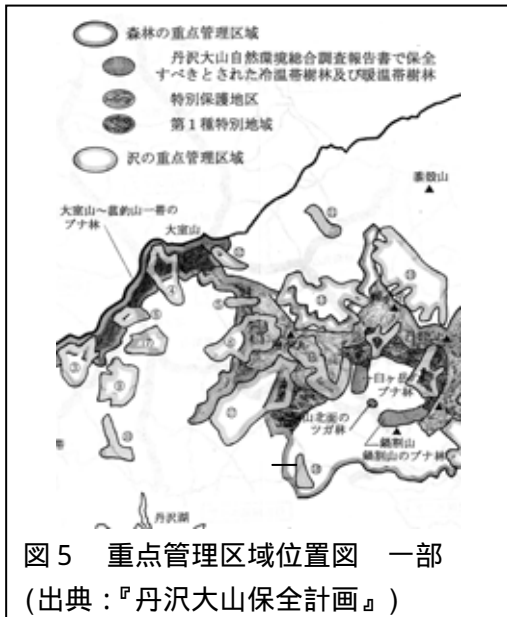 森林の重点管理区域
丹沢大山自然環境総合調査報告書で保全
すべきとされた冷温帯樹林及び暖温帯樹林
特別保護地区
第1種特別地域
沢の重点管理区域
大室山~菰釣山一帯の
ブナ林
大室山
臼ヶ岳
ブナ林
山北面の
ツガ林
鍋割山
鍋割山のブナ林
丹沢湖
図5 重点管理区域位置図 一部
(出典:『丹沢大山保全計画』)